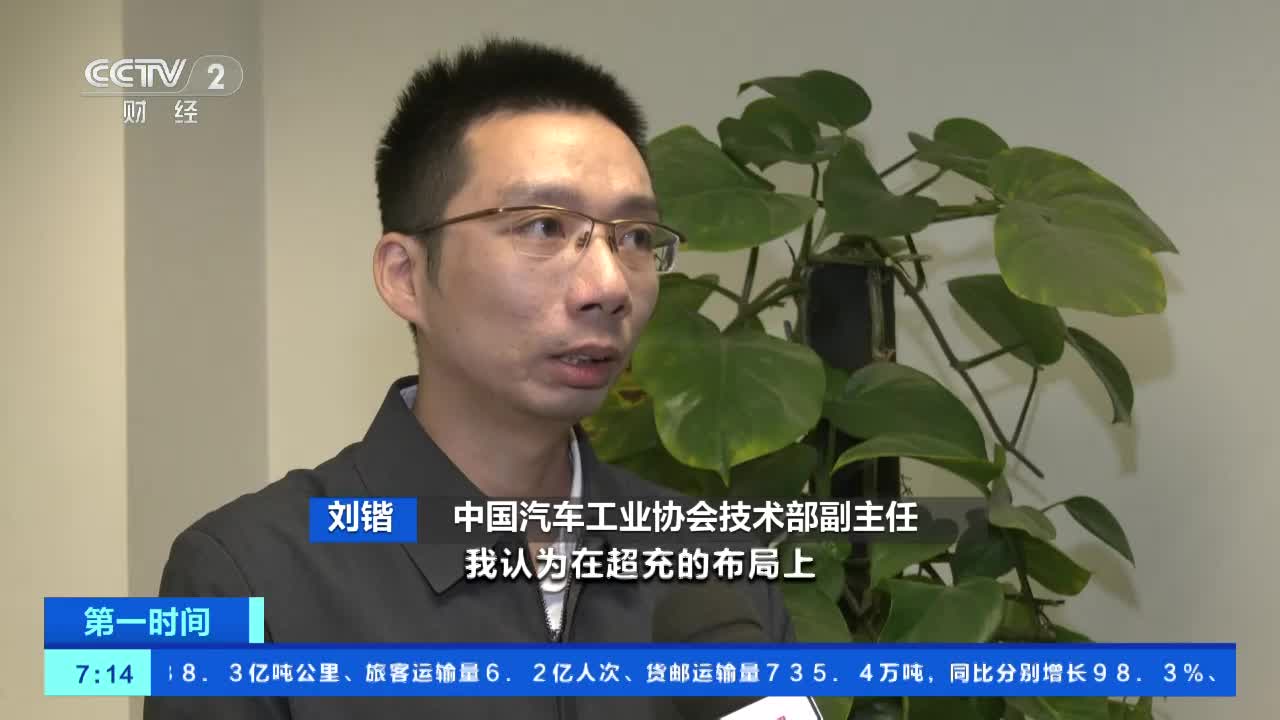 CCTV 2
财 经
刘锴 中国汽车工业协会技术部副主任
我认为在超充的布局上
第一时间
7:14 8.3亿吨公里、旅客运输量6.2亿人次、货邮运输量735.4万吨，同比分别增长98.3%、